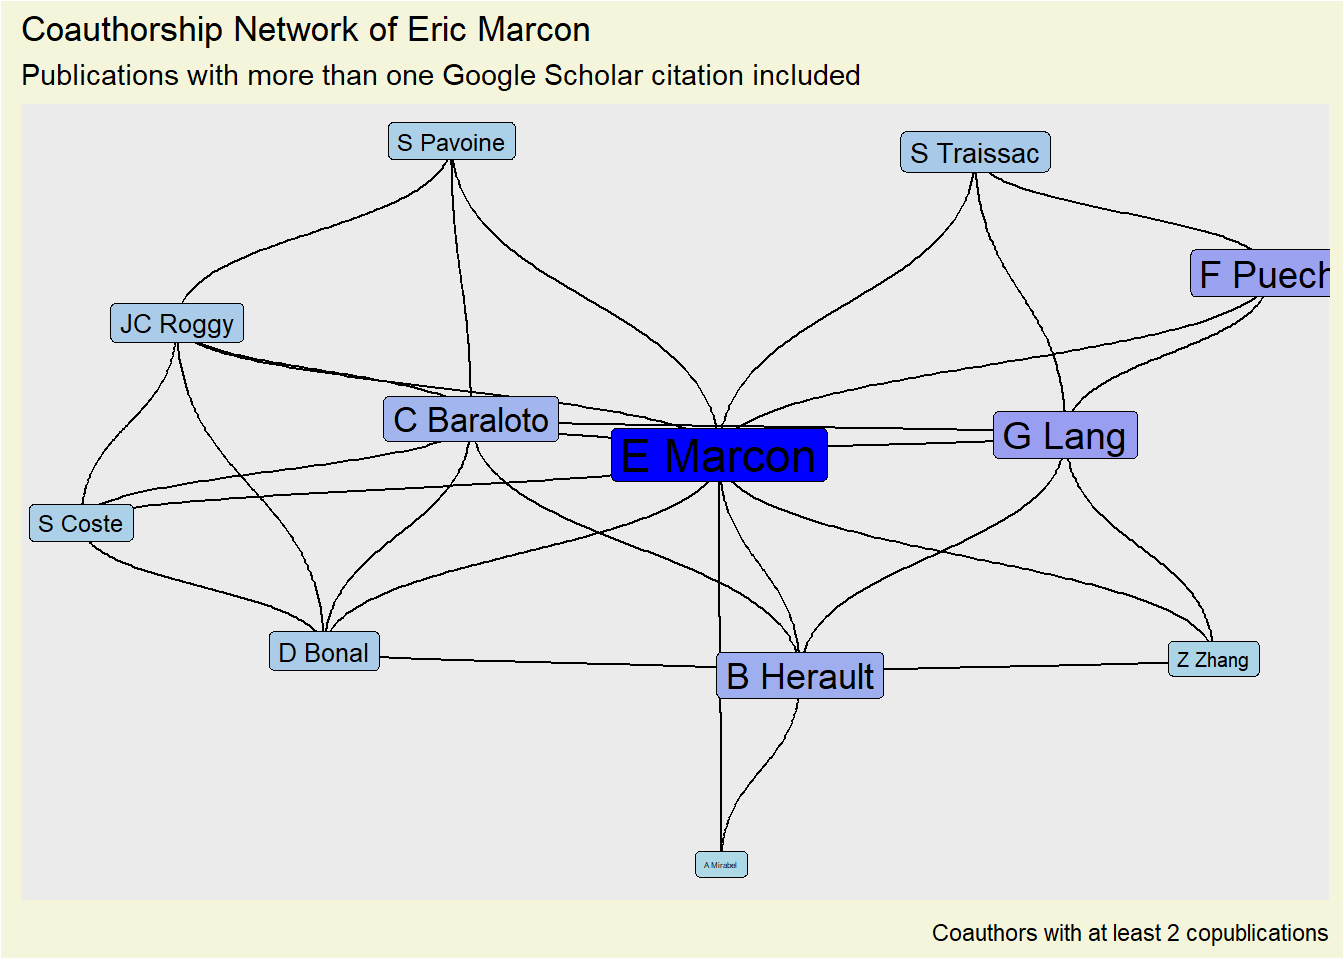 Coauthorship Network of Eric Marcon
Publications with more than one Google Scholar citation included
S Pavoine
S Traissac
F Puech
JC Roggy
C Baraloto
G Lang
E Marcon
S Coste
D Bonal
B Herault
Z Zhang
A Mirabel
Coauthors with at least 2 copublications